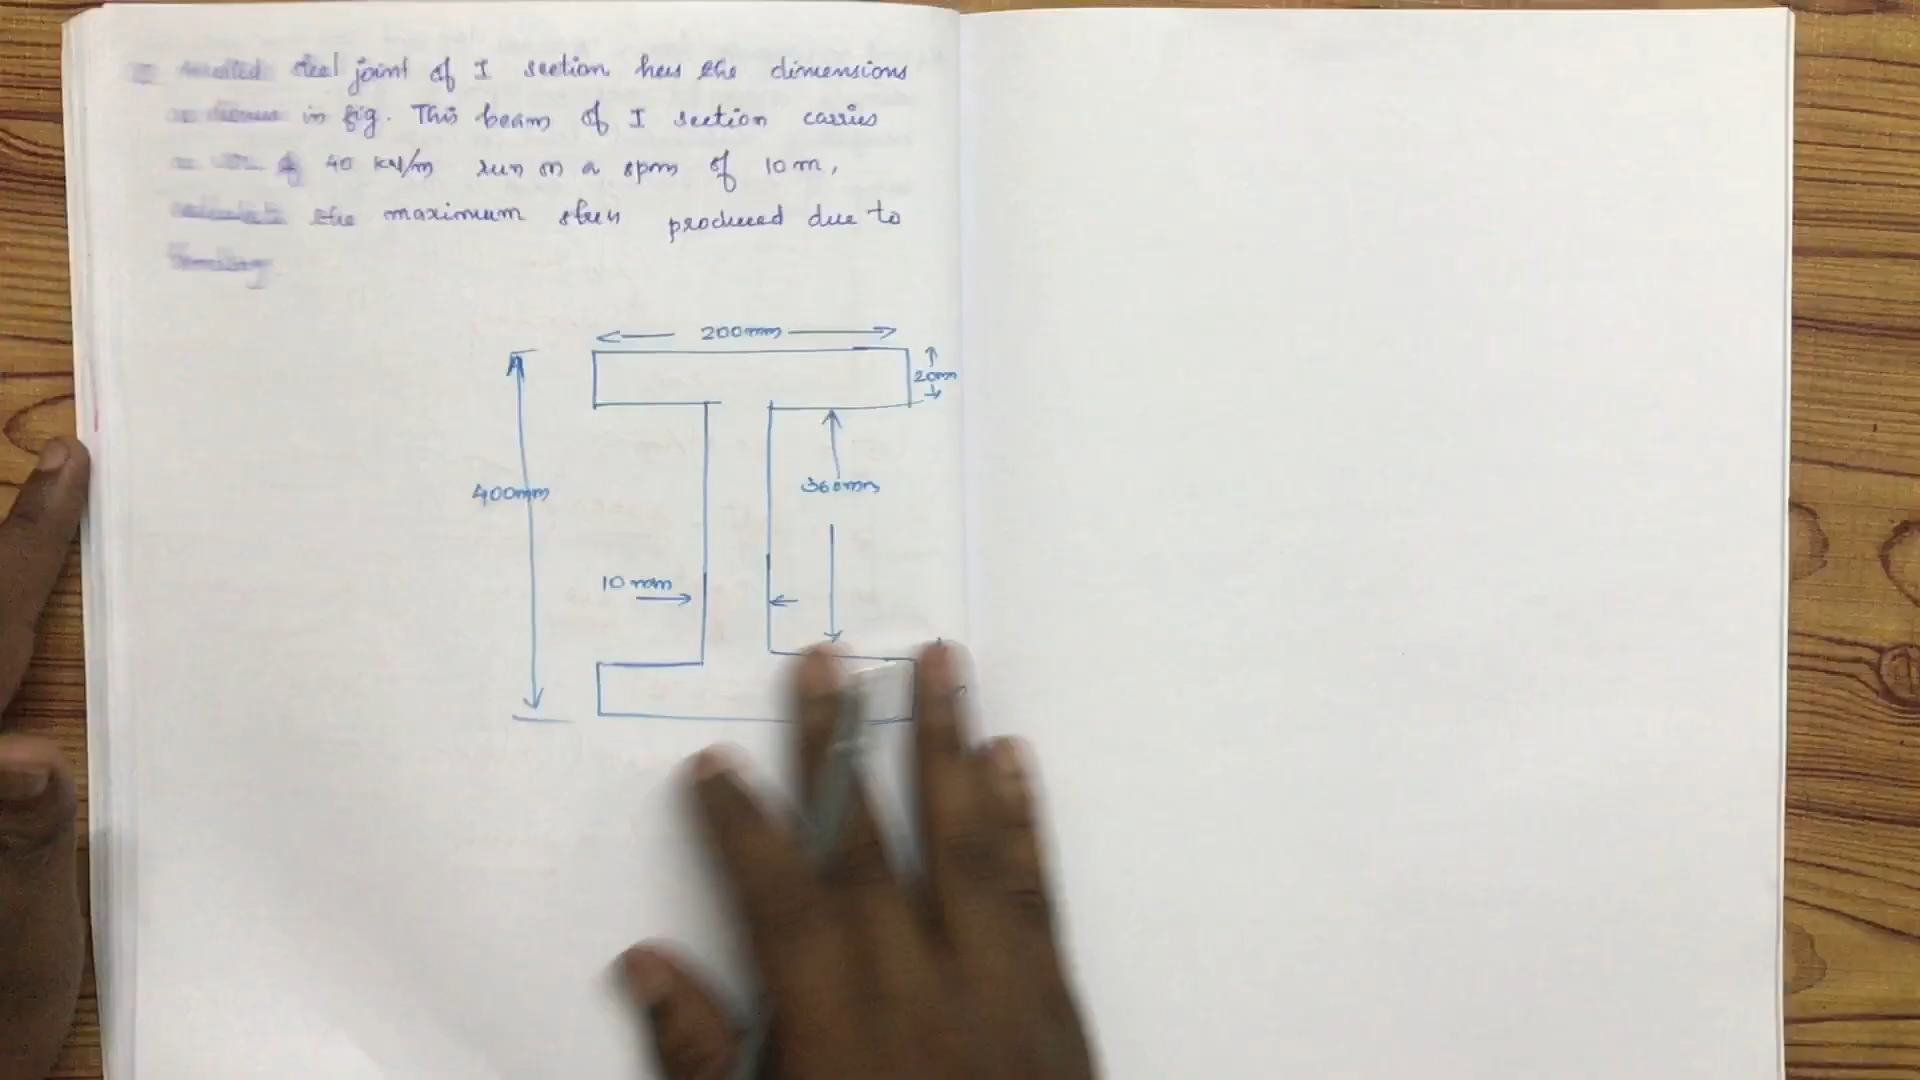 steel joint of I section has the dimensions
in fig. This beam of I section carries
40 kN/m run on a span of 10 m,
calculate the maximum stress produced due to
200mm
20mm
400mm
360mm
10 mm